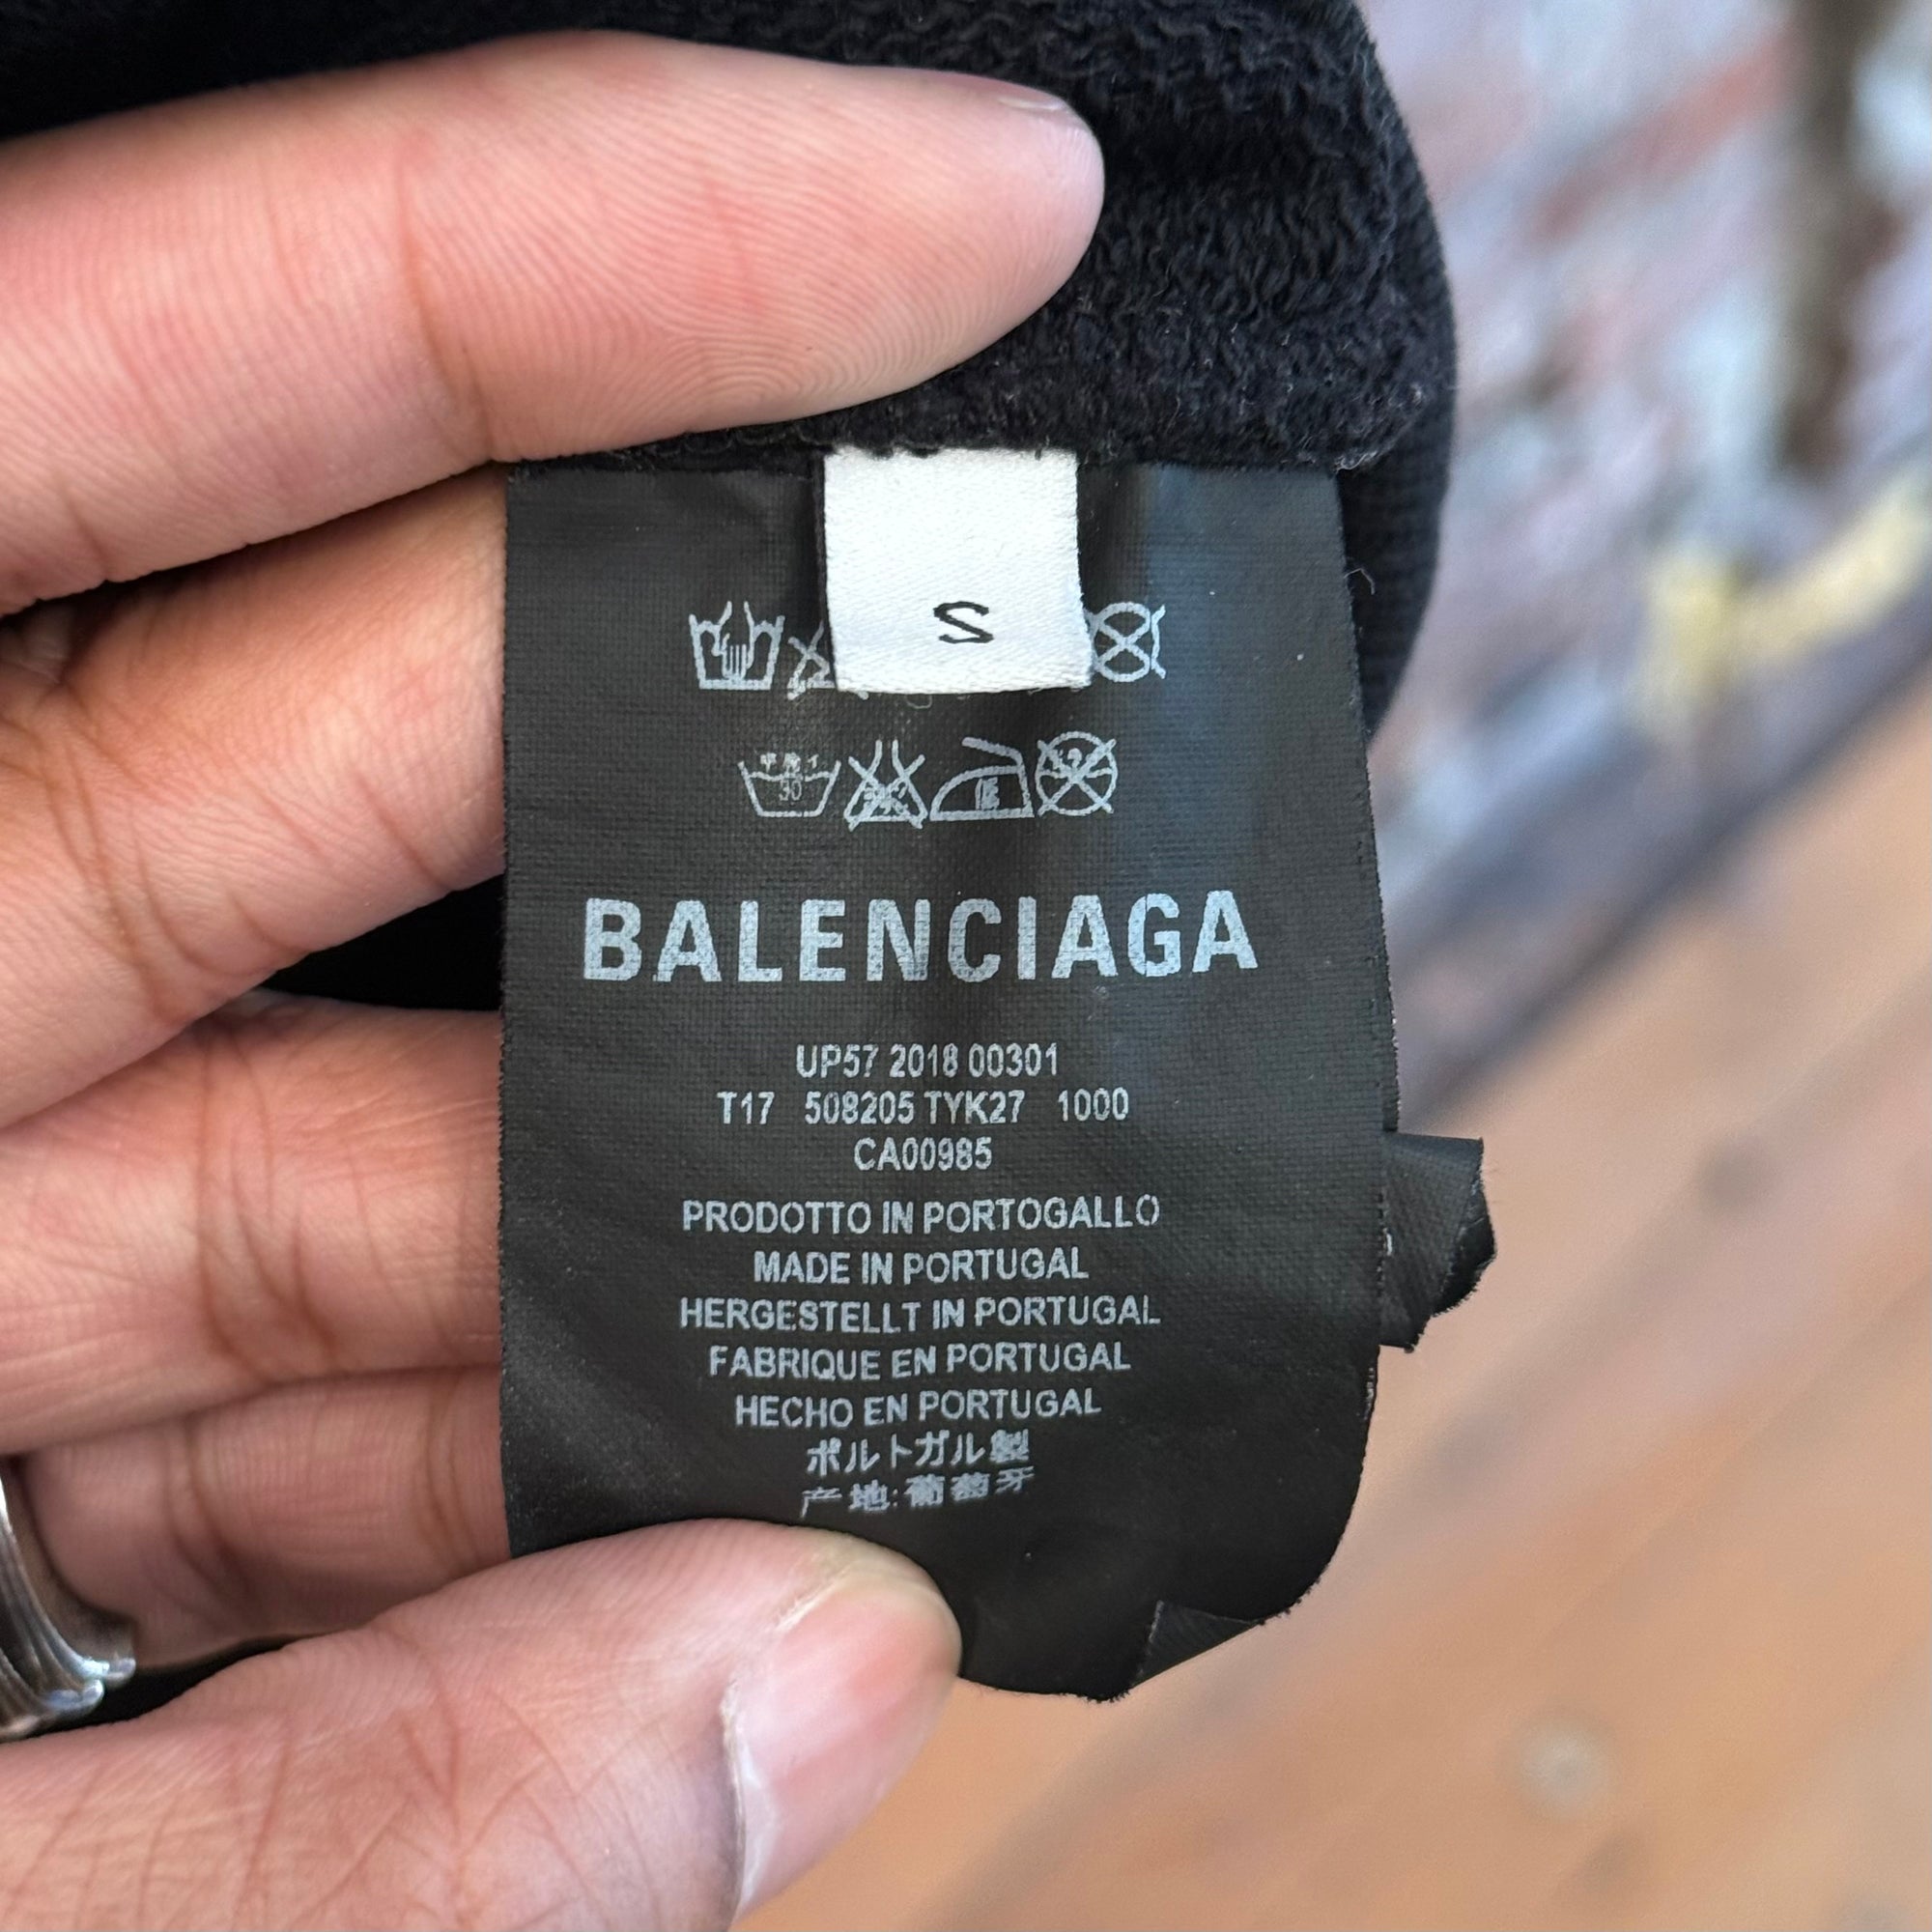 S
30
BALENCIAGA
UP57 2018 00301
T17 508205 TYK27 1000
CA00985
PRODOTTO IN PORTOGALLO
MADE IN PORTUGAL
HERGESTELLT IN PORTUGAL
FABRIQUE EN PORTUGAL
HECHO EN PORTUGAL
ポルトガル製
产地:葡萄牙